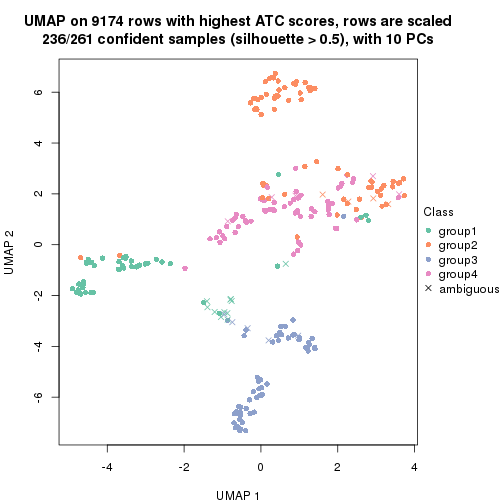 UMAP on 9174 rows with highest ATC scores, rows are scaled
236/261 confident samples (silhouette > 0.5), with 10 PCs
6
4
2
0
-2
-4
-6
UMAP 2
-4
-2
0
2
4
UMAP 1
Class
group1
group2
group3
group4
ambiguous